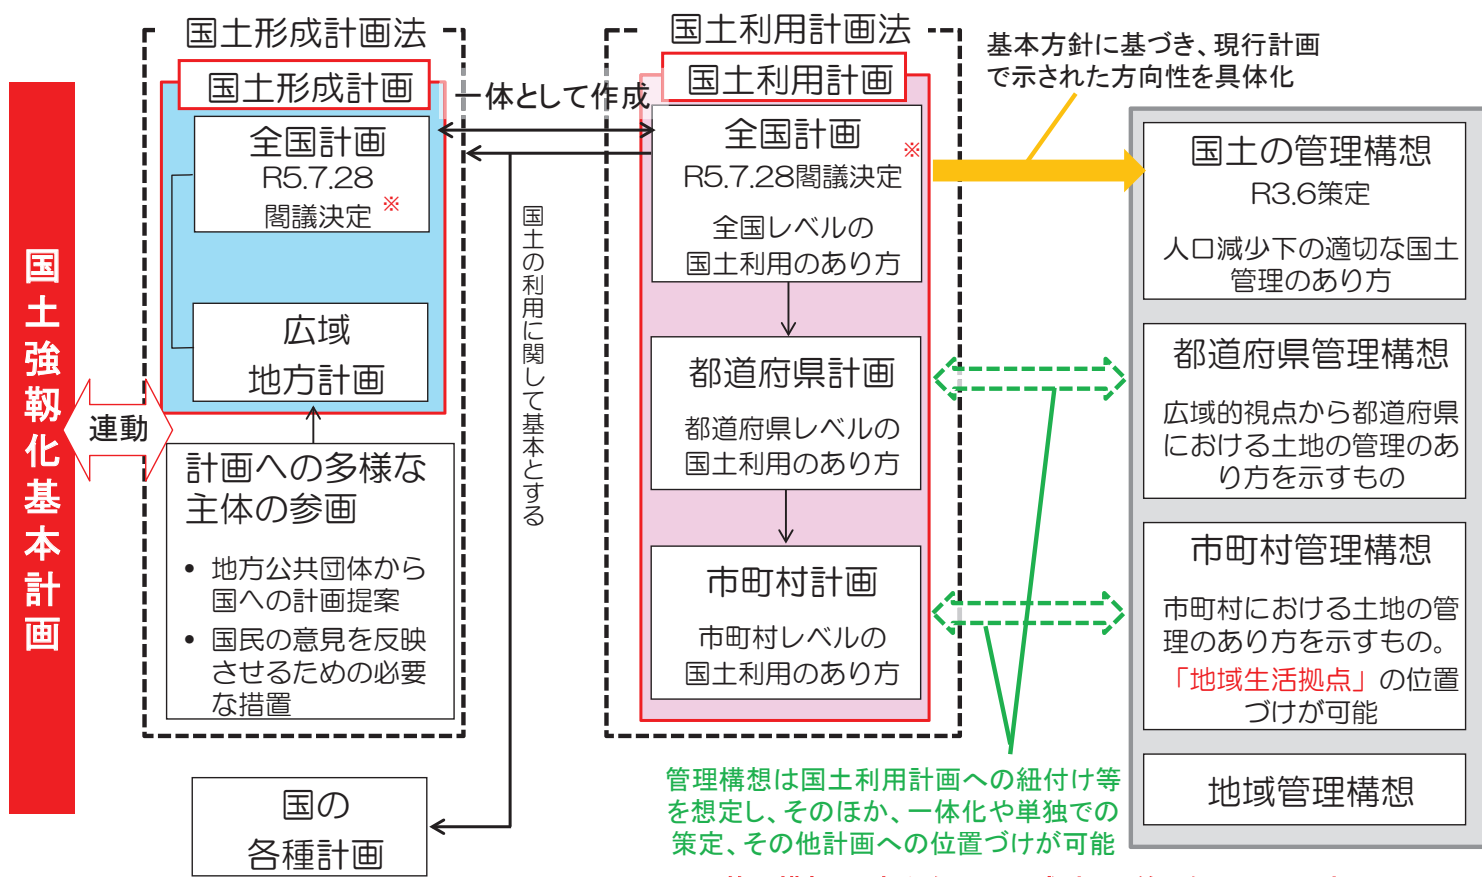 国土強靱化基本計画
連動
国土形成計画法
国土形成計画
全国計画
R5.7.28
閣議決定※
広域
地方計画
計画への多様な
主体の参画
• 地方公共団体から
国への計画提案
• 国民の意見を反映
させるための必要
な措置
国の
各種計画
一体として作成
国土の利用に関して基本とする
国土利用計画法
国土利用計画
全国計画
※
R5.7.28閣議決定
全国レベルの
国土利用のあり方
都道府県計画
都道府県レベルの
国土利用のあり方
市町村計画
市町村レベルの
国土利用のあり方
基本方針に基づき、現行計画
で示された方向性を具体化
国土の管理構想
R3.6策定
人口減少下の適切な国土
管理のあり方
都道府県管理構想
広域的視点から都道府県
における土地の管理のあ
り方を示すもの
市町村管理構想
市町村における土地の管
理のあり方を示すもの。
「地域生活拠点」の位置
づけが可能
地域管理構想
管理構想は国土利用計画への紐付け等
を想定し、そのほか、一体化や単独での
策定、その他計画への位置づけが可能